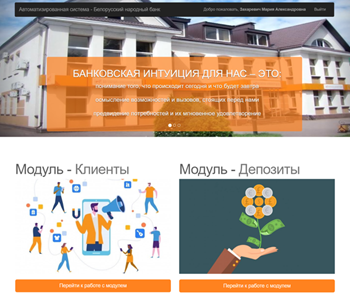 Автоматизированная система - Белорусский народный банк
Добро пожаловать, Захаревич Мария Александровна
Выйти
БАНКОВСКАЯ ИНТУИЦИЯ ДЛЯ НАС – ЭТО:
понимание того, что происходит сегодня и что будет завтра
осмысление возможностей и вызовов, стоящих перед нами
предвидение потребностей и их мгновенное удовлетворение
Модуль - Клиенты
Модуль - Депозиты
Перейти к работе с модулем
Перейти к работе с модулем